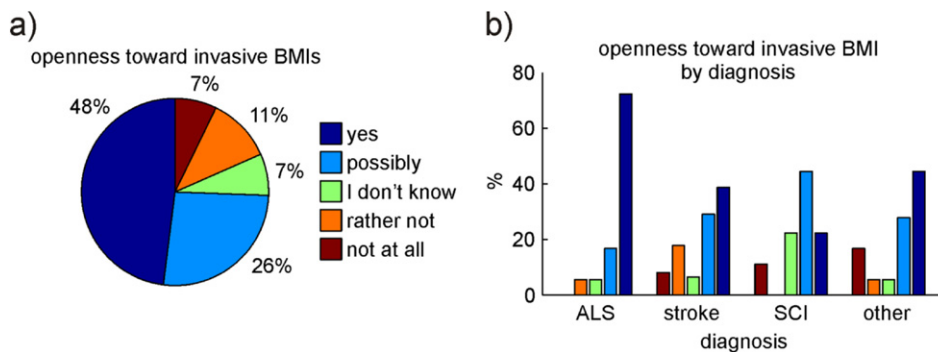 a)
openness toward invasive BMIs
48%
7%
11%
7%
26%
yes
possibly
I don't know
rather not
not at all
b)
openness toward invasive BMI
by diagnosis
80
60
40
20
0
%
ALS
stroke
SCI
other
diagnosis